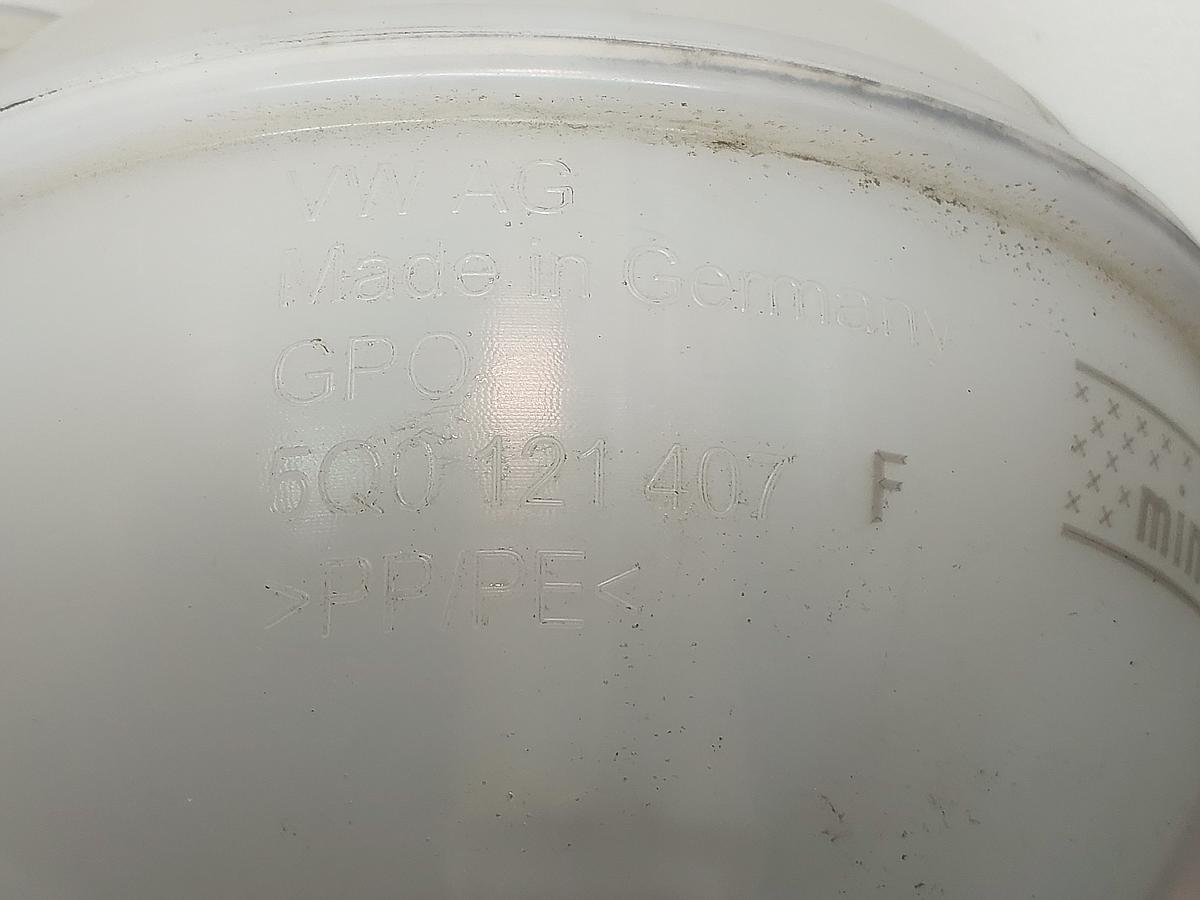 VW AG
Made in Germany
GPO
5Q0 121 407 F
>PP/PE<
min